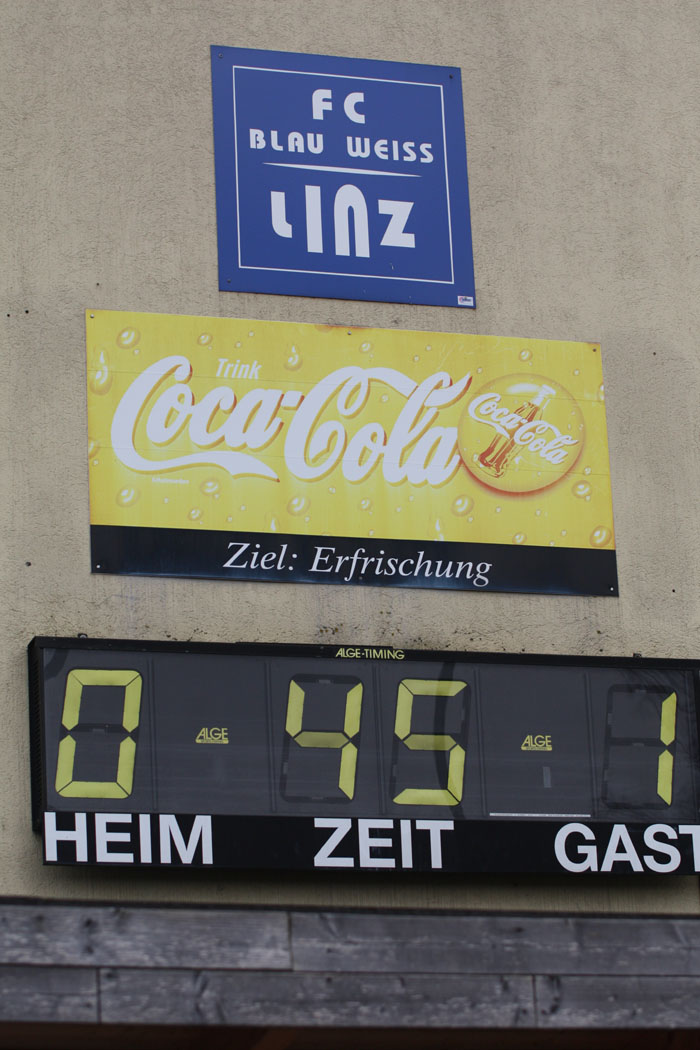 FC
BLAU WEISS
LINZ
Trink
Coca-Cola
Coca-Cola
Ziel: Erfrischung
ALGE-TIMING
0 45 1
ALGE ALGE
HEIM ZEIT GAST